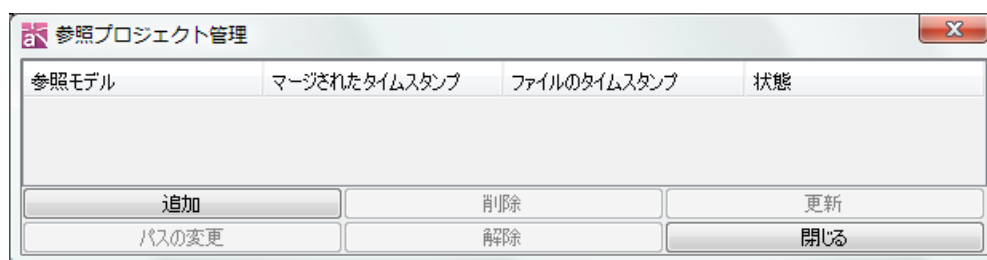 参照プロジェクト管理
参照モデル マージされたタイムスタンプ ファイルのタイムスタンプ 状態
追加 削除 更新
パスの変更 解除 閉じる